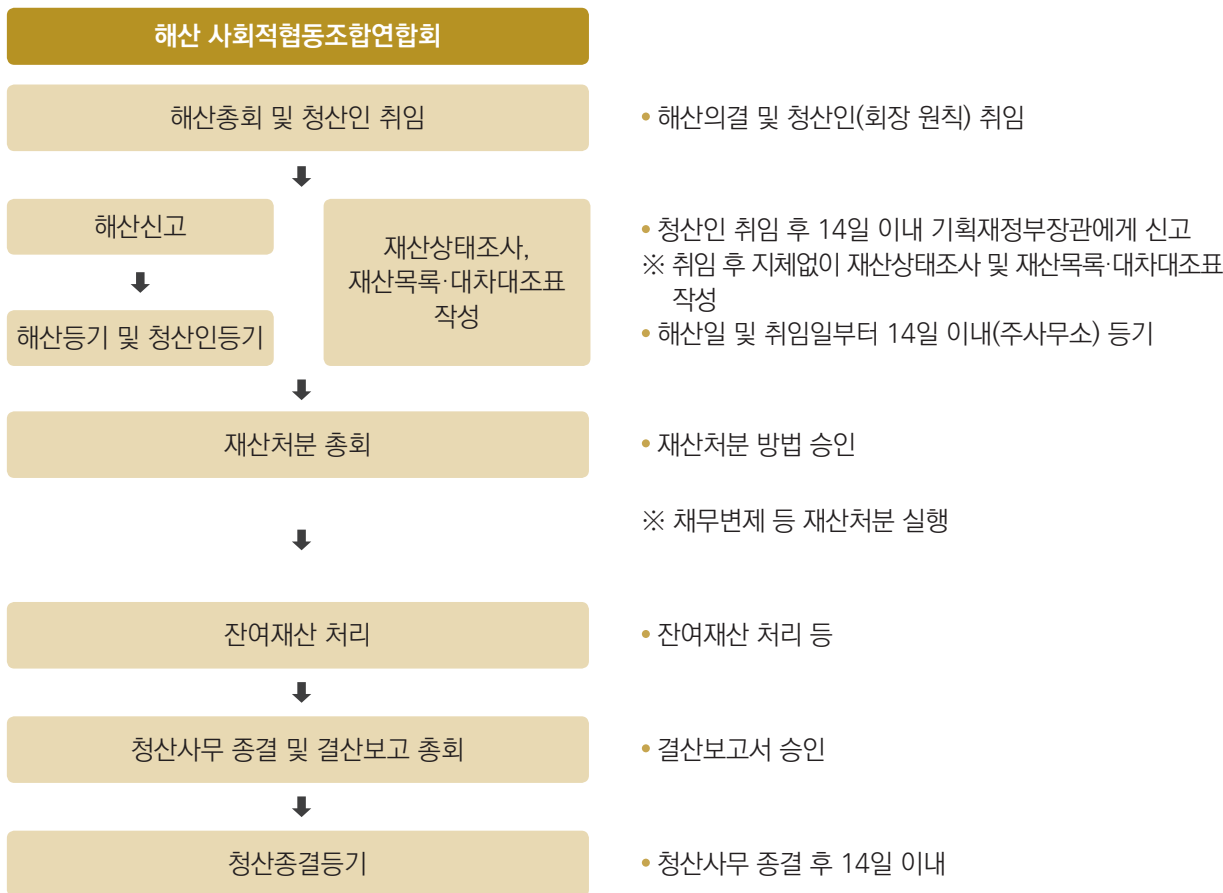 해산 사회적협동조합연합회
해산총회 및 청산인 취임
• 해산의결 및 청산인(회장 원칙) 취임
해산신고
재산상태조사,
재산목록·대차대조표
작성
• 청산인 취임 후 14일 이내 기획재정부장관에게 신고
※ 취임 후 지체없이 재산상태조사 및 재산목록·대차대조표
작성
해산등기 및 청산인등기
• 해산일 및 취임일부터 14일 이내(주사무소) 등기
재산처분 총회
• 재산처분 방법 승인
※ 채무변제 등 재산처분 실행
잔여재산 처리
• 잔여재산 처리 등
청산사무 종결 및 결산보고 총회
• 결산보고서 승인
청산종결등기
• 청산사무 종결 후 14일 이내